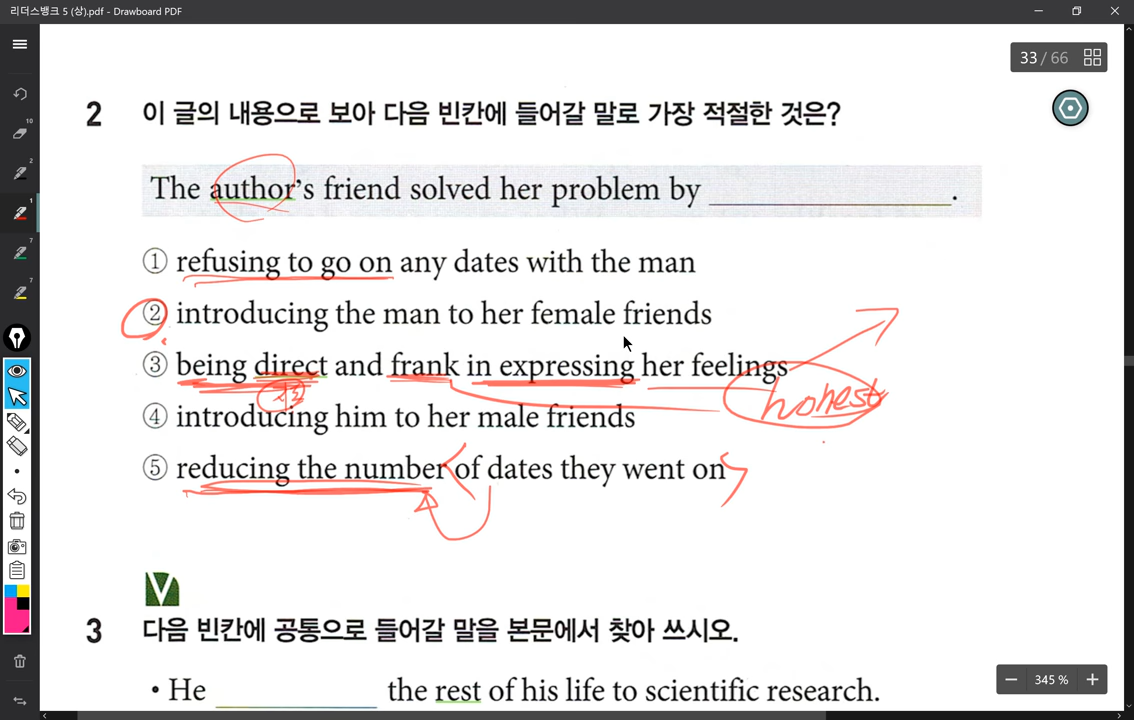 리더스뱅크 5 (상).pdf - Drawboard PDF
33 / 66
10
2
1
7
7
2 이 글의 내용으로 보아 다음 빈칸에 들어갈 말로 가장 적절한 것은?
The author's friend solved her problem by ____________.
① refusing to go on any dates with the man
② introducing the man to her female friends
③ being direct and frank in expressing her feelings
honest
④ introducing him to her male friends
⑤ reducing the number of dates they went on
V
3 다음 빈칸에 공통으로 들어갈 말을 본문에서 찾아 쓰시오.
• He ____________ the rest of his life to scientific research.
345 %